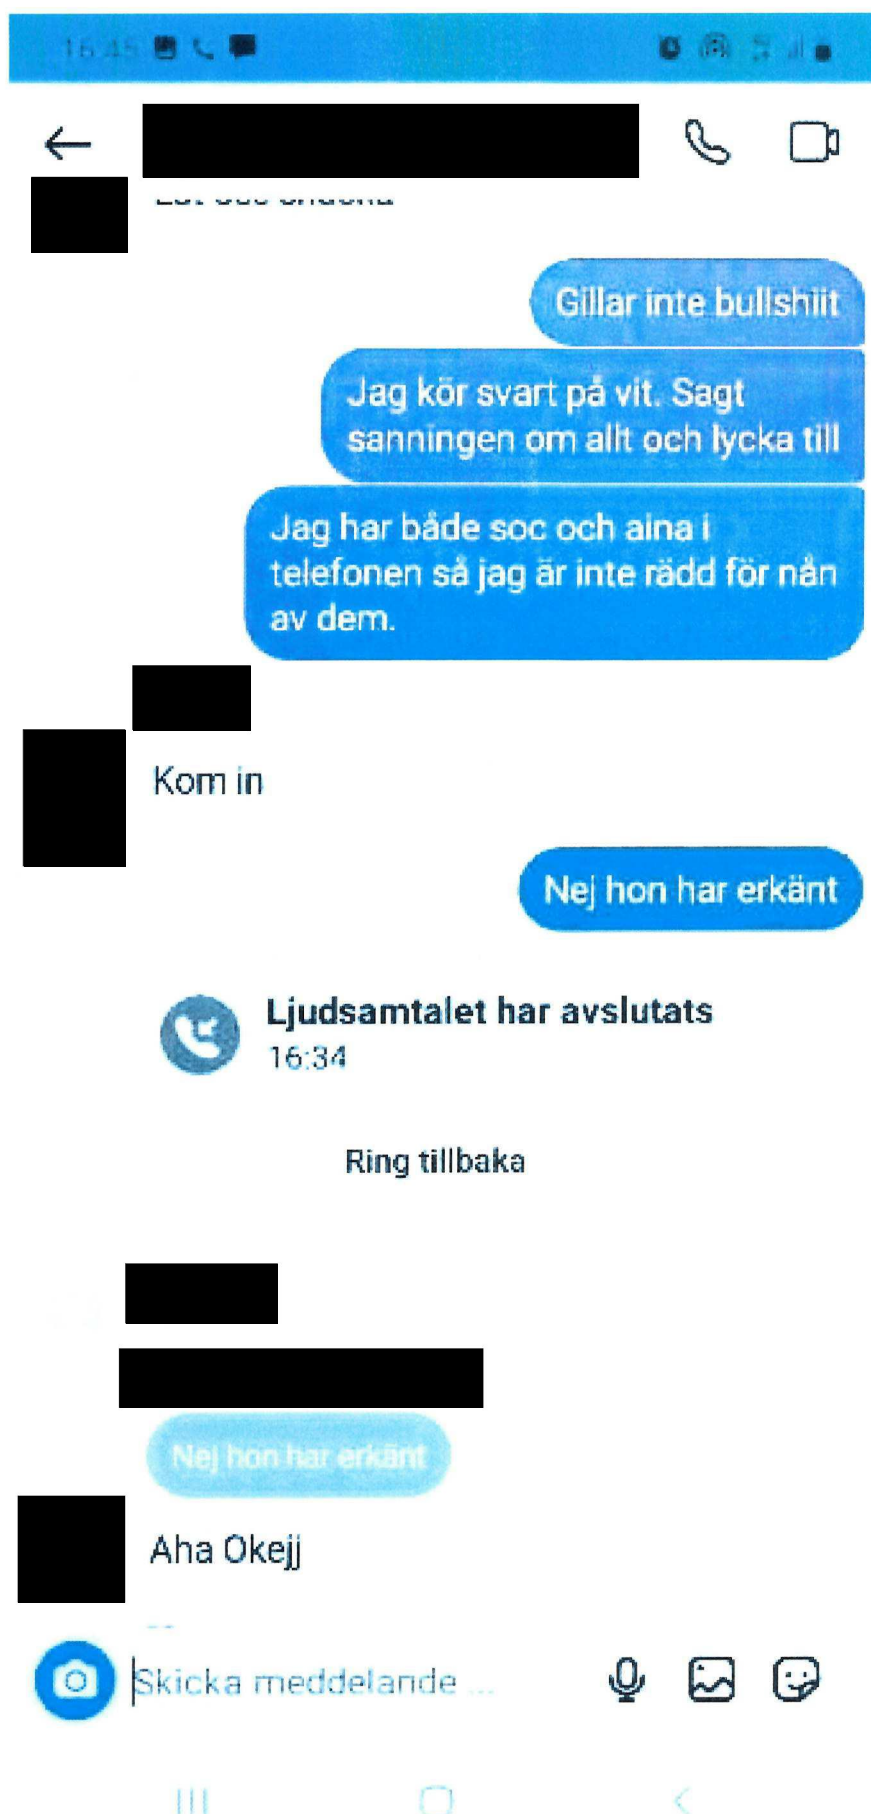 16:45
Gillar inte bullshiit
Jag kör svart på vit. Sagt
sanningen om allt och lycka till
Jag har både soc och aina i
telefonen så jag är inte rädd för nån
av dem.
Kom in
Nej hon har erkänt
Ljudsamtalet har avslutats
16:34
Ring tillbaka
Nej hon har erkänt
Aha Okejj
Skicka meddelande ...